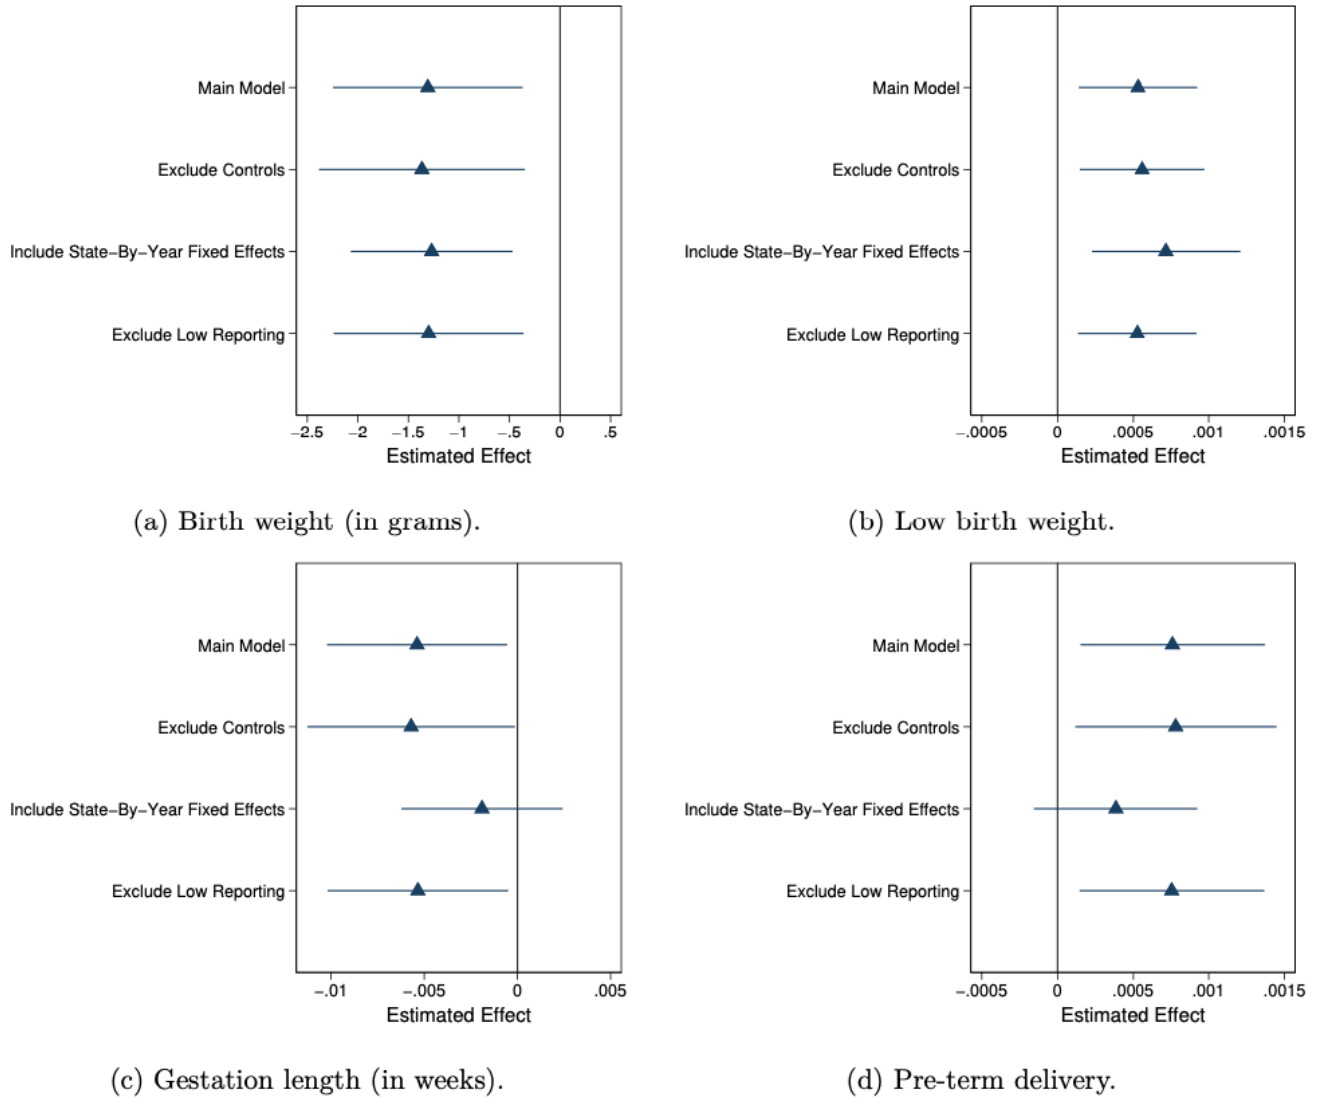 Main Model
Exclude Controls
Include State–By–Year Fixed Effects
Exclude Low Reporting
–2.5 –2 –1.5 –1 –.5 0 .5
Estimated Effect
(a) Birth weight (in grams).
Main Model
Exclude Controls
Include State–By–Year Fixed Effects
Exclude Low Reporting
–.0005 0 .0005 .001 .0015
Estimated Effect
(b) Low birth weight.
Main Model
Exclude Controls
Include State–By–Year Fixed Effects
Exclude Low Reporting
–.01 –.005 0 .005
Estimated Effect
(c) Gestation length (in weeks).
Main Model
Exclude Controls
Include State–By–Year Fixed Effects
Exclude Low Reporting
–.0005 0 .0005 .001 .0015
Estimated Effect
(d) Pre-term delivery.